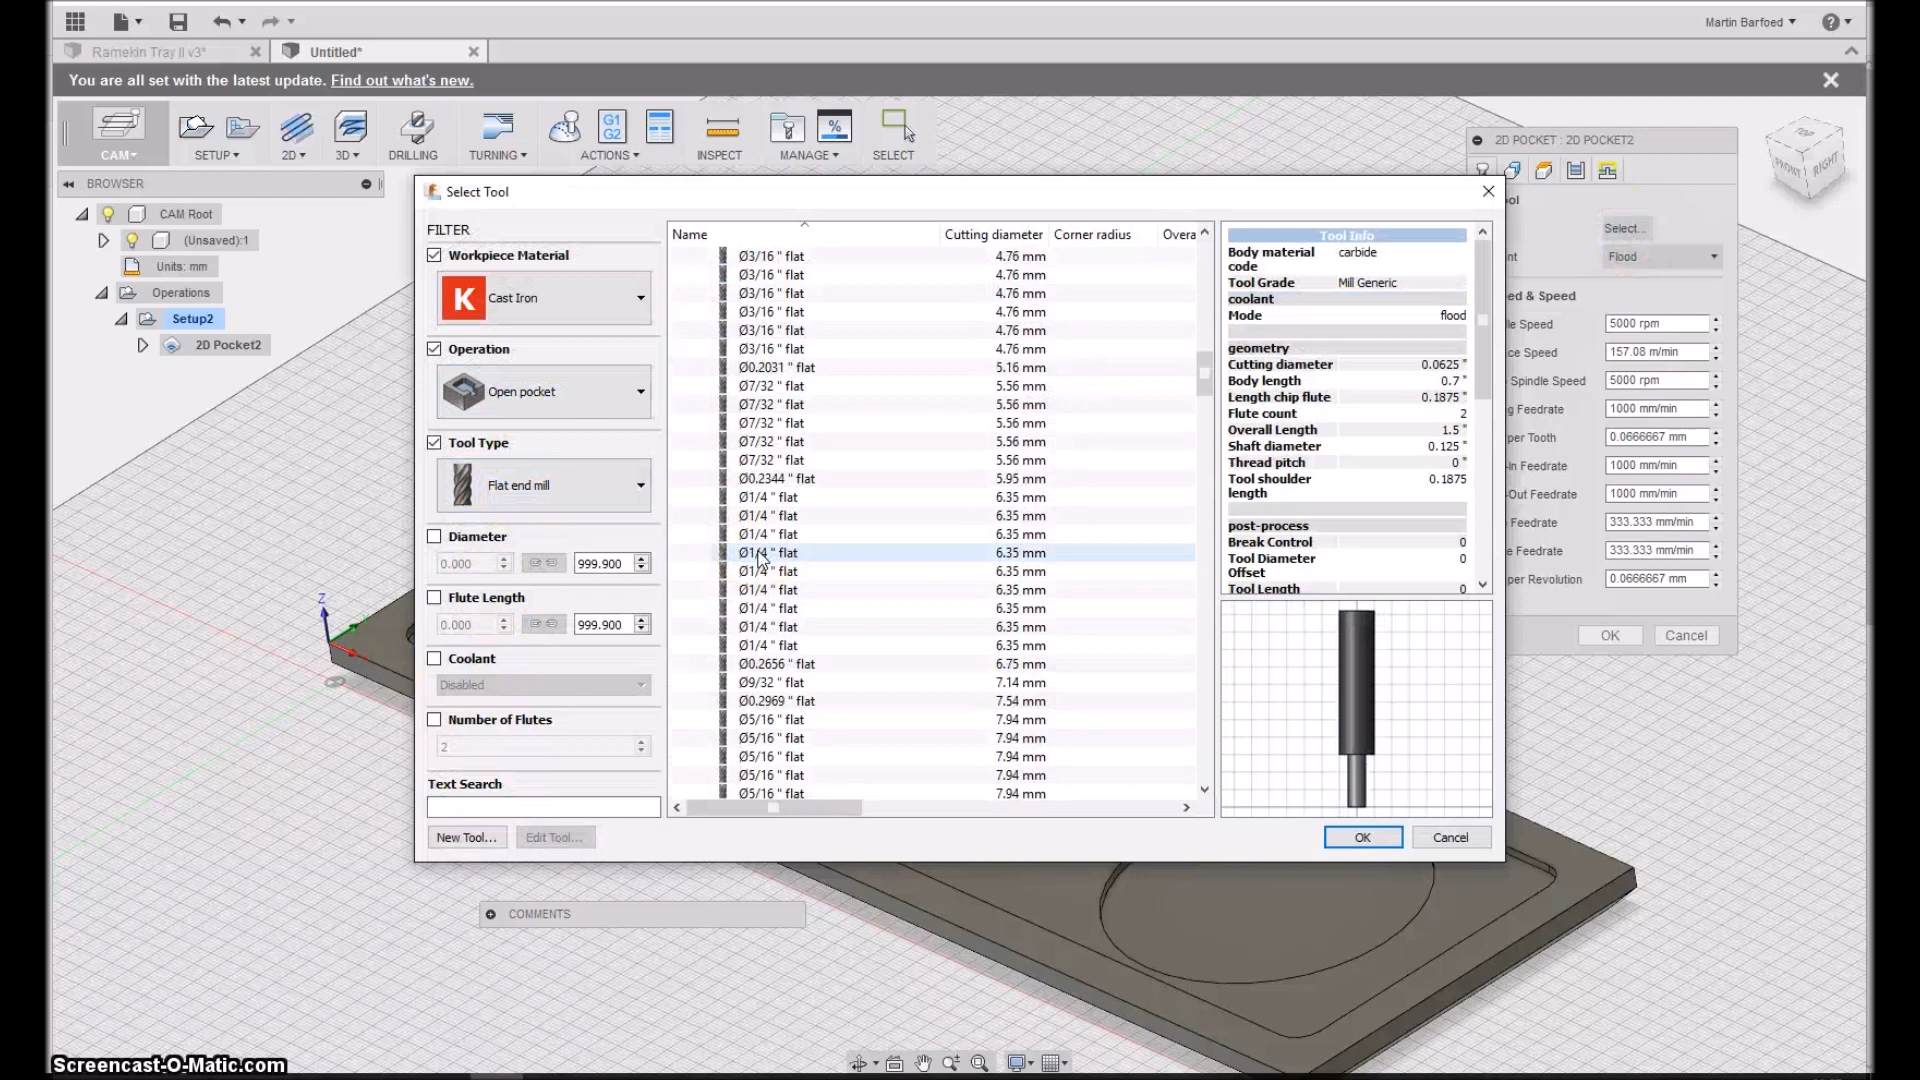 Martin Barfoed
Ramekin Tray II v3*
Untitled*
You are all set with the latest update. Find out what's new.
CAM
SETUP
2D
3D
DRILLING
TURNING
G1
G2
ACTIONS
INSPECT
%
MANAGE
SELECT
BROWSER
CAM Root
(Unsaved):1
Units: mm
Operations
Setup2
2D Pocket2
Select Tool
FILTER
Workpiece Material
K Cast Iron
Operation
Open pocket
Tool Type
Flat end mill
Diameter
0.000 999.900
Flute Length
0.000 999.900
Coolant
Disabled
Number of Flutes
2
Text Search
New Tool... Edit Tool...
Name Cutting diameter Corner radius Overa
Ø3/16 " flat 4.76 mm
Ø3/16 " flat 4.76 mm
Ø3/16 " flat 4.76 mm
Ø3/16 " flat 4.76 mm
Ø3/16 " flat 4.76 mm
Ø3/16 " flat 4.76 mm
Ø0.2031 " flat 5.16 mm
Ø7/32 " flat 5.56 mm
Ø7/32 " flat 5.56 mm
Ø7/32 " flat 5.56 mm
Ø7/32 " flat 5.56 mm
Ø7/32 " flat 5.56 mm
Ø0.2344 " flat 5.95 mm
Ø1/4 " flat 6.35 mm
Ø1/4 " flat 6.35 mm
Ø1/4 " flat 6.35 mm
Ø1/4 " flat 6.35 mm
Ø1/4 " flat 6.35 mm
Ø1/4 " flat 6.35 mm
Ø1/4 " flat 6.35 mm
Ø1/4 " flat 6.35 mm
Ø1/4 " flat 6.35 mm
Ø0.2656 " flat 6.75 mm
Ø9/32 " flat 7.14 mm
Ø0.2969 " flat 7.54 mm
Ø5/16 " flat 7.94 mm
Ø5/16 " flat 7.94 mm
Ø5/16 " flat 7.94 mm
Ø5/16 " flat 7.94 mm
Ø5/16 " flat 7.94 mm
Tool Info
Body material code carbide
Tool Grade Mill Generic
coolant
Mode flood
geometry
Cutting diameter 0.0625 "
Body length 0.7 "
Length chip flute 0.1875 "
Flute count 2
Overall Length 1.5 "
Shaft diameter 0.125 "
Thread pitch 0 "
Tool shoulder length 0.1875
post-process
Break Control 0
Tool Diameter Offset 0
Tool Length 0
OK Cancel
2D POCKET : 2D POCKET2
ol
Select...
nt Flood
ed & Speed
le Speed 5000 rpm
ce Speed 157.08 m/min
Spindle Speed 5000 rpm
g Feedrate 1000 mm/min
per Tooth 0.0666667 mm
-In Feedrate 1000 mm/min
-Out Feedrate 1000 mm/min
Feedrate 333.333 mm/min
e Feedrate 333.333 mm/min
per Revolution 0.0666667 mm
OK Cancel
TOP
FRONT
RIGHT
Z
COMMENTS
Screencast-O-Matic.com